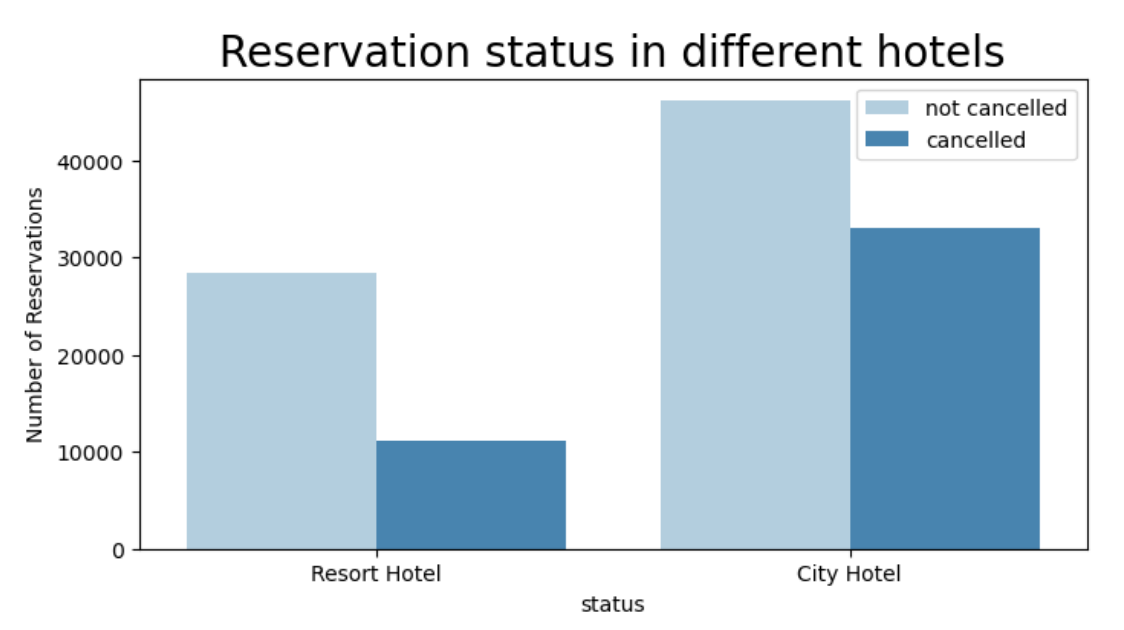 Reservation status in different hotels
not cancelled
cancelled
Number of Reservations
40000
30000
20000
10000
0
Resort Hotel City Hotel
status